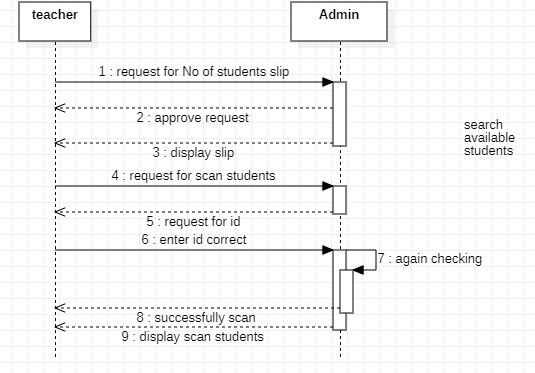 teacher
Admin
1 : request for No of students slip
2 : approve request
search
available
students
3 : display slip
4 : request for scan students
5 : request for id
6 : enter id correct
7 : again checking
8 : successfully scan
9 : display scan students